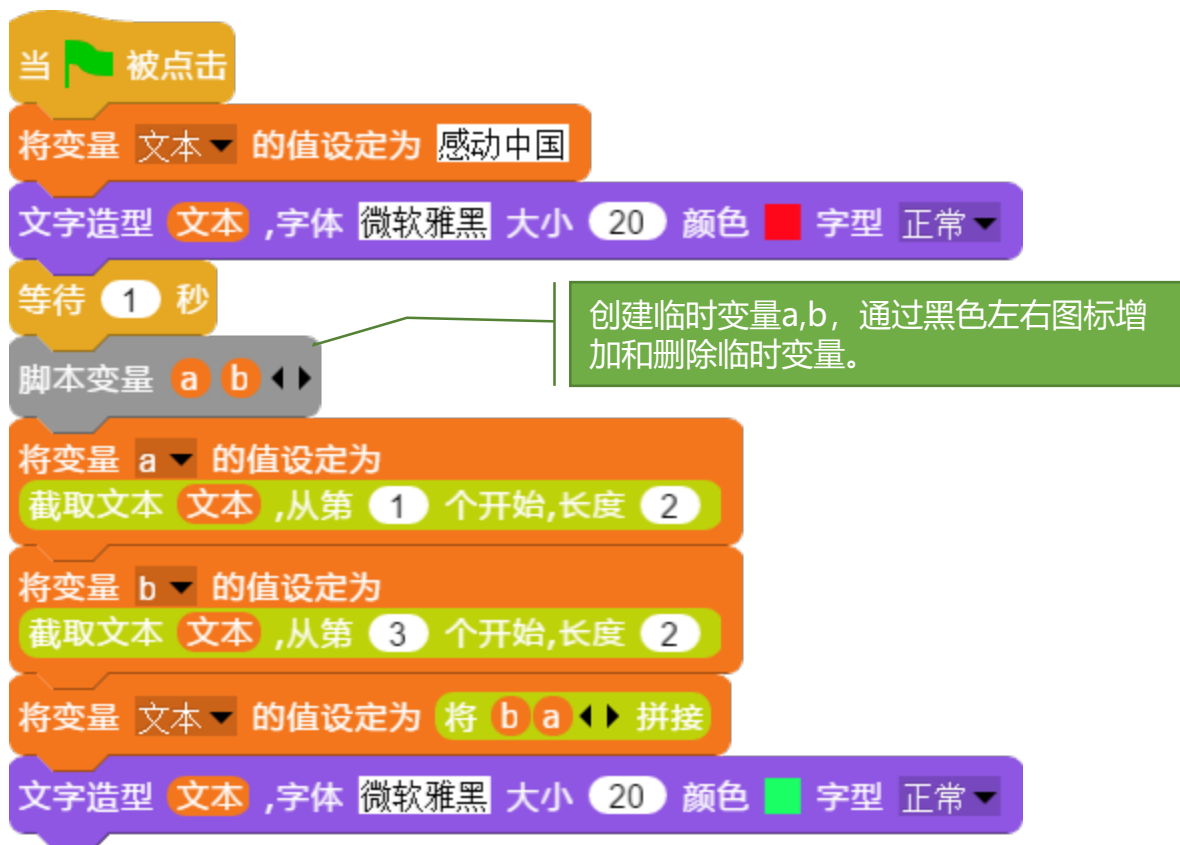 当 被点击
将变量 文本 的值设定为 感动中国
文字造型 文本 ,字体 微软雅黑 大小 20 颜色 字型 正常
等待 1 秒
创建临时变量a,b，通过黑色左右图标增
加和删除临时变量。
脚本变量 a b
将变量 a 的值设定为
截取文本 文本 ,从第 1 个开始,长度 2
将变量 b 的值设定为
截取文本 文本 ,从第 3 个开始,长度 2
将变量 文本 的值设定为 将 b a 拼接
文字造型 文本 ,字体 微软雅黑 大小 20 颜色 字型 正常